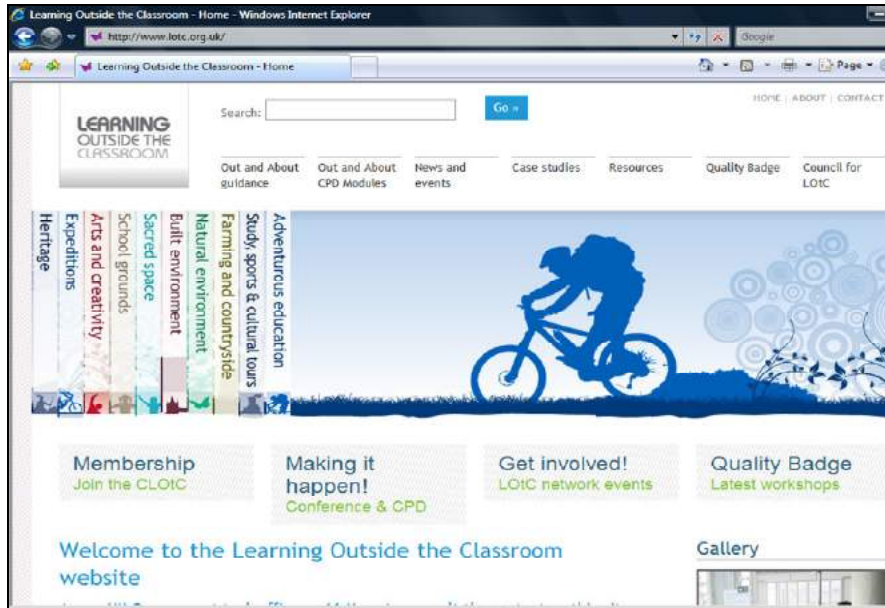 Learning Outside the Classroom - Home - Windows Internet Explorer
http://www.lotc.org.uk/
Google
Learning Outside the Classroom - Home
Page
HOME | ABOUT | CONTACT
LEARNING
OUTSIDE THE
CLASSROOM
Search:
Go »
Out and About
guidance
Out and About
CPD Modules
News and
events
Case studies
Resources
Quality Badge
Council for
LOtC
Heritage
Expeditions
Arts and creativity
School grounds
Sacred space
Built environment
Natural environment
Farming and countryside
Study, sports & cultural tours
Adventurous education
Membership
Join the CLOtC
Making it
happen!
Conference & CPD
Get involved!
LOtC network events
Quality Badge
Latest workshops
Welcome to the Learning Outside the Classroom
website
Gallery